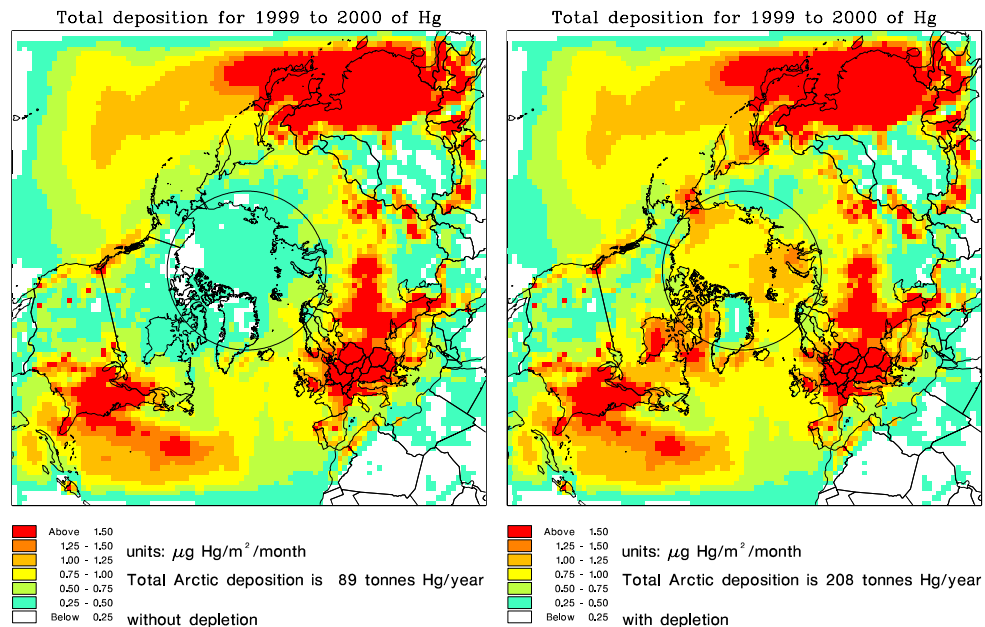 Total deposition for 1999 to 2000 of Hg
Above 1.50
1.25 - 1.50
1.00 - 1.25
0.75 - 1.00
0.50 - 0.75
0.25 - 0.50
Below 0.25
units: μg Hg/m²/month
Total Arctic deposition is 89 tonnes Hg/year
without depletion
Total deposition for 1999 to 2000 of Hg
Above 1.50
1.25 - 1.50
1.00 - 1.25
0.75 - 1.00
0.50 - 0.75
0.25 - 0.50
Below 0.25
units: μg Hg/m²/month
Total Arctic deposition is 208 tonnes Hg/year
with depletion